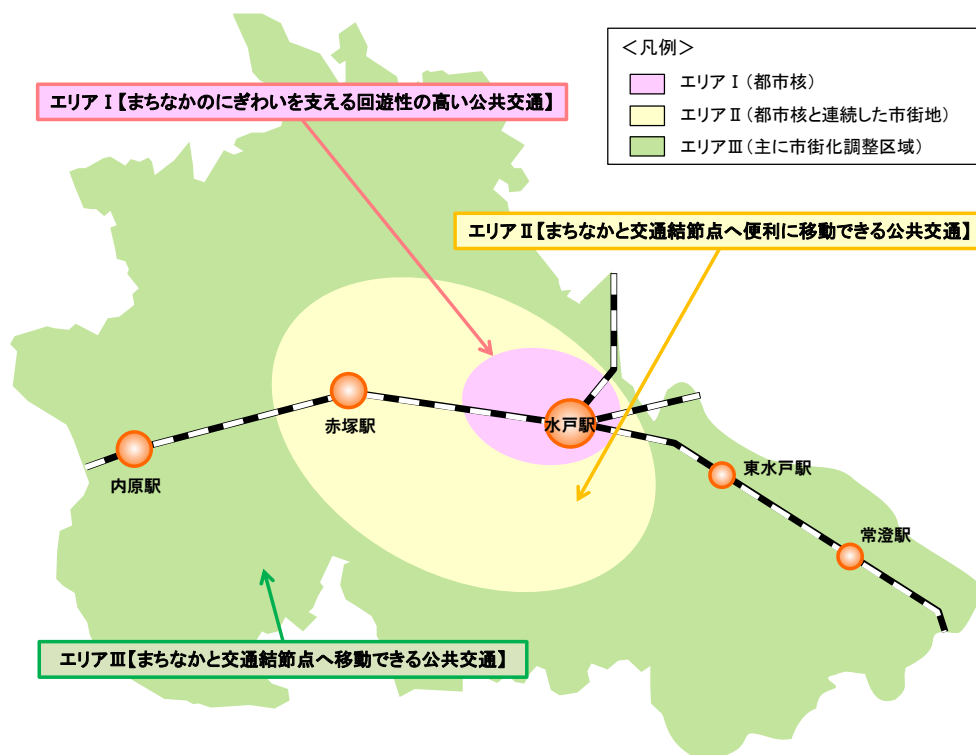 ＜凡例＞
エリアⅠ（都市核）
エリアⅡ（都市核と連続した市街地）
エリアⅢ（主に市街化調整区域）
エリアⅠ【まちなかのにぎわいを支える回遊性の高い公共交通】
エリアⅡ【まちなかと交通結節点へ便利に移動できる公共交通】
赤塚駅
水戸駅
内原駅
東水戸駅
常澄駅
エリアⅢ【まちなかと交通結節点へ移動できる公共交通】